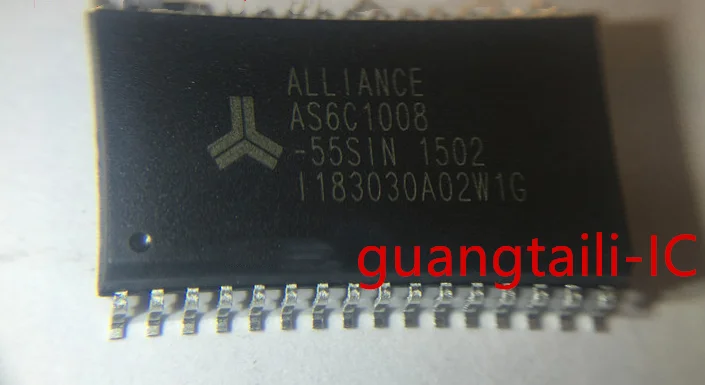 ALLIANCE
AS6C1008
-55SIN 1502
I183030A02W1G
guangtaili-IC